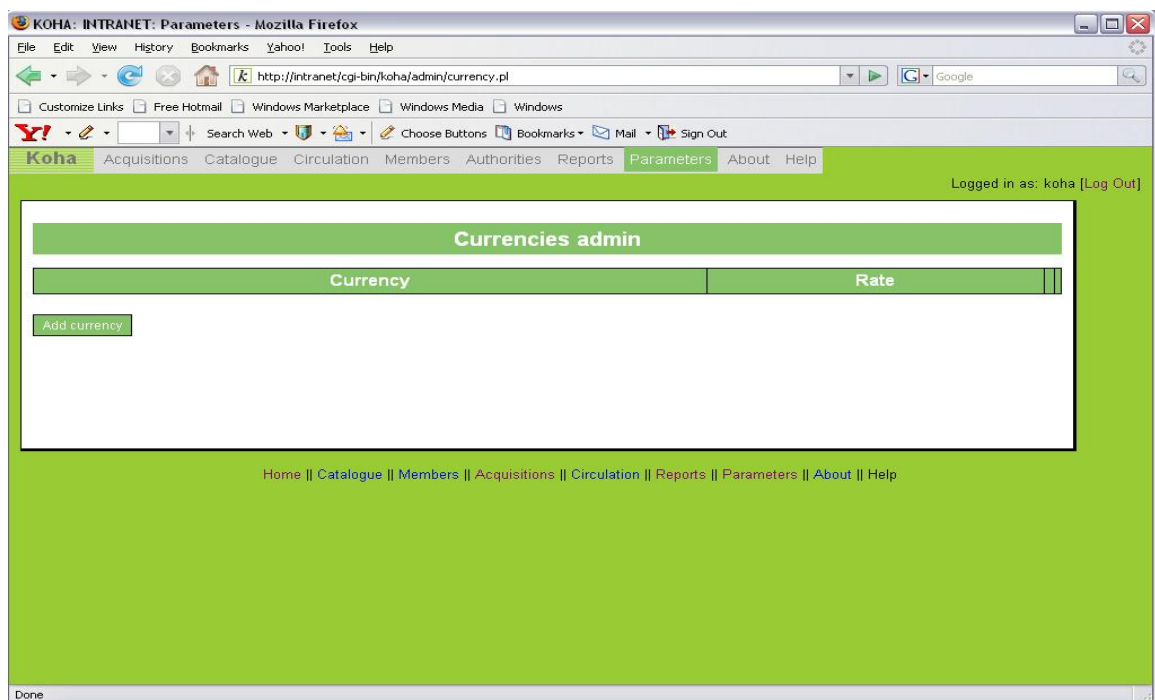 KOHA: INTRANET: Parameters - Mozilla Firefox
File Edit View History Bookmarks Yahoo! Tools Help
k http://intranet/cgi-bin/koha/admin/currency.pl G Google
Customize Links Free Hotmail Windows Marketplace Windows Media Windows
Y! Search Web Choose Buttons Bookmarks Mail Sign Out
Koha Acquisitions Catalogue Circulation Members Authorities Reports Parameters About Help
Logged in as: koha [Log Out]
Currencies admin
Currency Rate
Add currency
Home || Catalogue || Members || Acquisitions || Circulation || Reports || Parameters || About || Help
Done